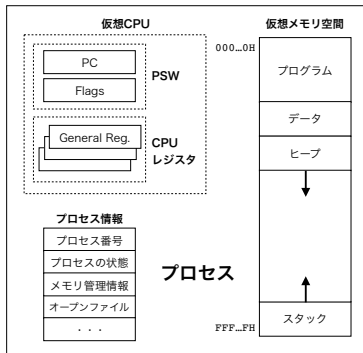 仮想CPU
PC
Flags
PSW
General Reg.
CPU
レジスタ
プロセス情報
プロセス番号
プロセスの状態
メモリ管理情報
オープンファイル
・・・
プロセス
仮想メモリ空間
000…0H
プログラム
データ
ヒープ
スタック
FFF…FH